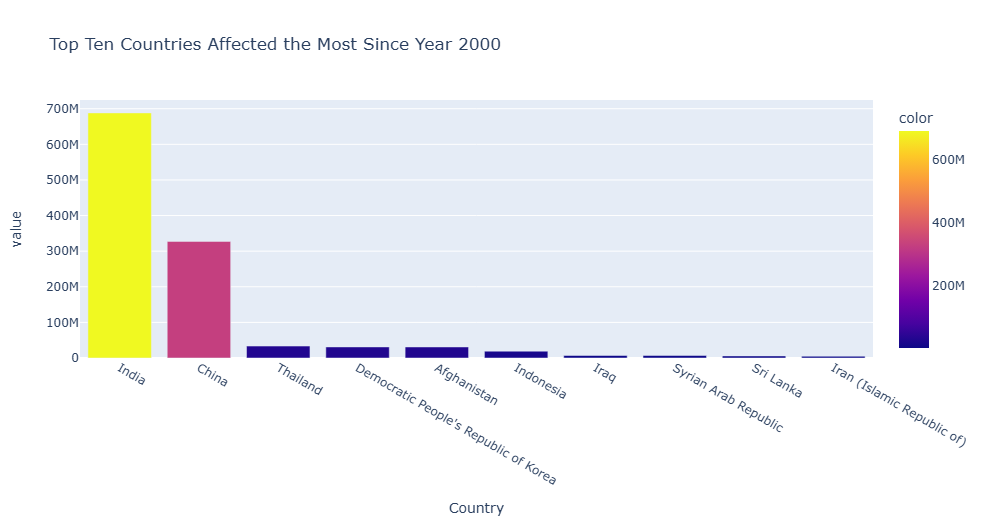 Top Ten Countries Affected the Most Since Year 2000
700M
600M
500M
400M
300M
200M
100M
0
value
India
China
Thailand
Democratic People's Republic of Korea
Afghanistan
Indonesia
Iraq
Syrian Arab Republic
Sri Lanka
Iran (Islamic Republic of)
Country
color
600M
400M
200M